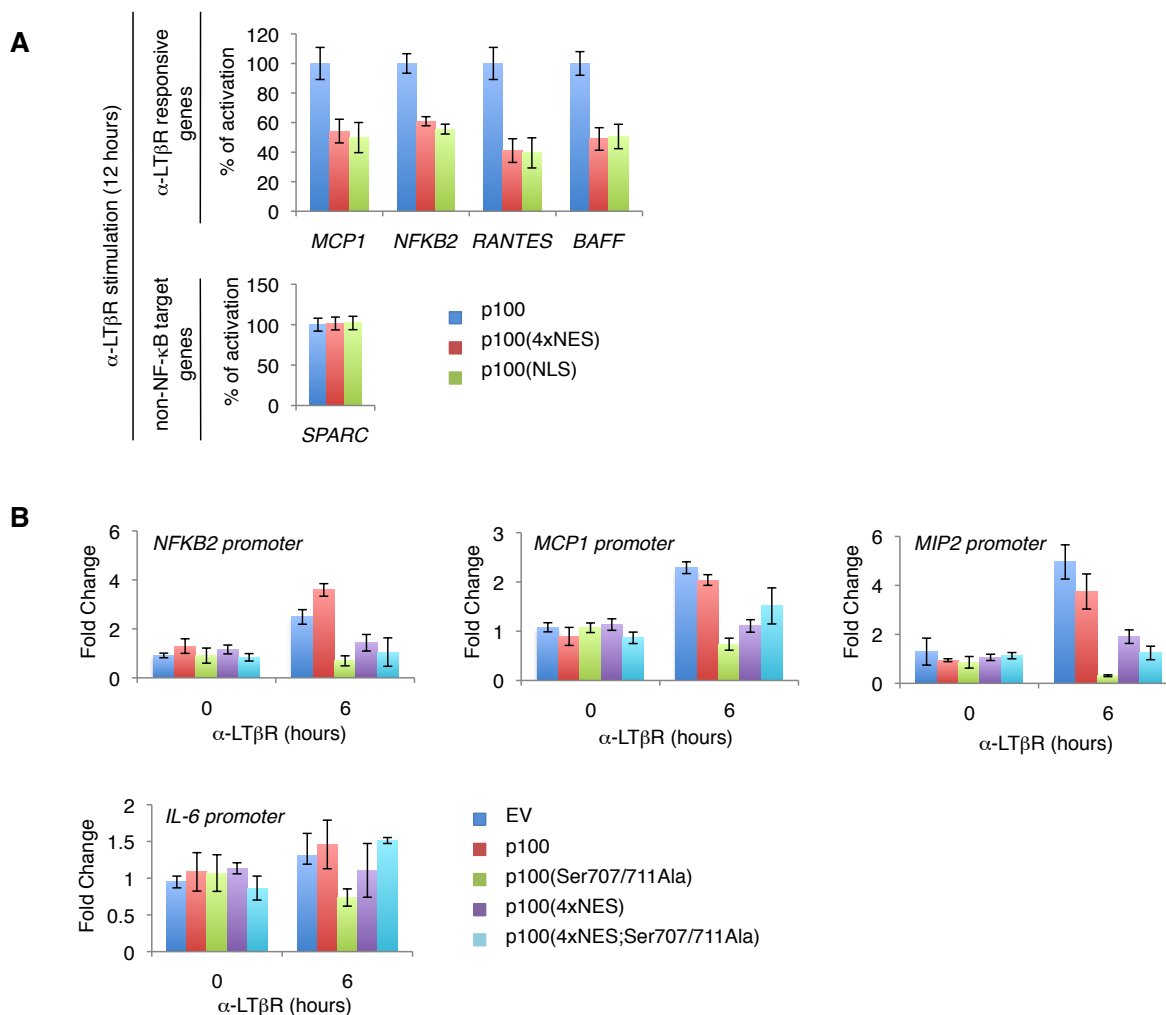 A
α-LTβR stimulation (12 hours)
α-LTβR responsive
genes
% of activation
120
100
80
60
40
20
0
MCP1 NFKB2 RANTES BAFF
non-NF-κB target
genes
% of activation
150
100
50
0
SPARC
p100
p100(4xNES)
p100(NLS)
B
NFKB2 promoter
Fold Change
6
4
2
0
0 6
α-LTβR (hours)
MCP1 promoter
Fold Change
3
2
1
0
0 6
α-LTβR (hours)
MIP2 promoter
Fold Change
6
4
2
0
0 6
α-LTβR (hours)
IL-6 promoter
Fold Change
2
1.5
1
0.5
0
0 6
α-LTβR (hours)
EV
p100
p100(Ser707/711Ala)
p100(4xNES)
p100(4xNES;Ser707/711Ala)